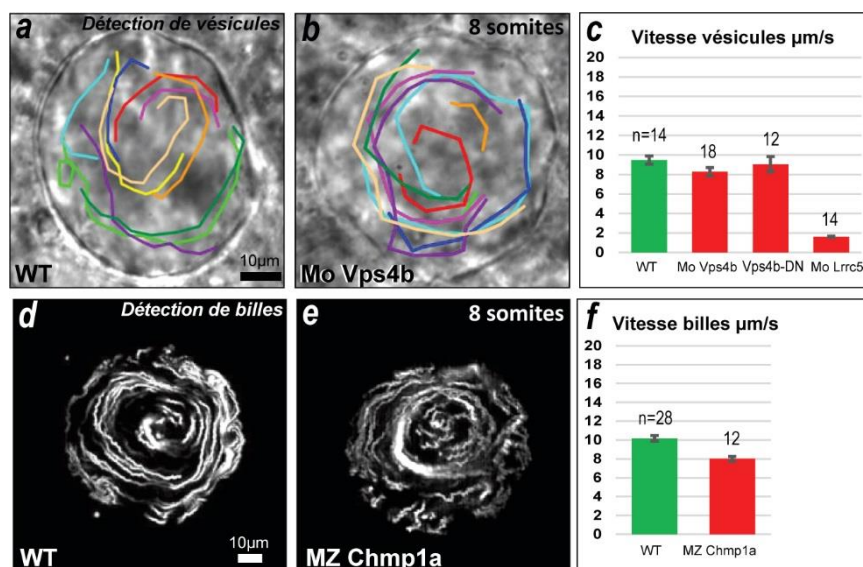 a
Détection de vésicules
WT
10µm
b
8 somites
Mo Vps4b
c
Vitesse vésicules µm/s
20
18
16
14
12
10
8
6
4
2
0
n=14
18
12
14
WT
Mo Vps4b
Vps4b-DN
Mo Lrrc5
d
Détection de billes
WT
10µm
e
8 somites
MZ Chmp1a
f
Vitesse billes µm/s
20
18
16
14
12
10
8
6
4
2
0
n=28
12
WT
MZ Chmp1a